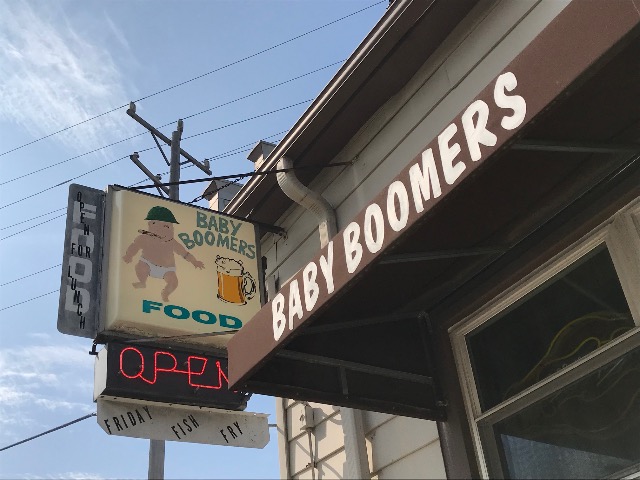 BABY BOOMERS
BABY
BOOMERS
FOOD
OPEN FOR LUNCH
FOOD
OPEN
FRIDAY FISH FRY